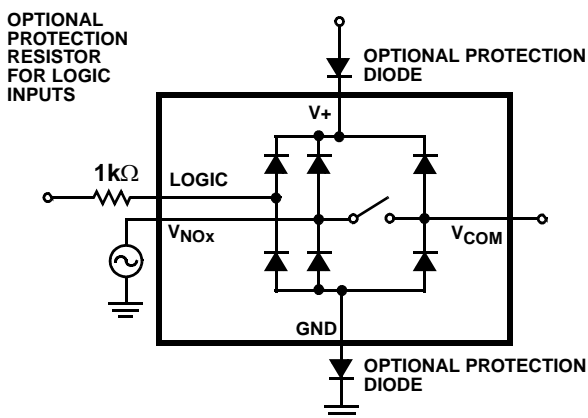 OPTIONAL
PROTECTION
RESISTOR
FOR LOGIC
INPUTS
OPTIONAL PROTECTION
DIODE
V+
1kΩ
LOGIC
VNOx
VCOM
GND
OPTIONAL PROTECTION
DIODE